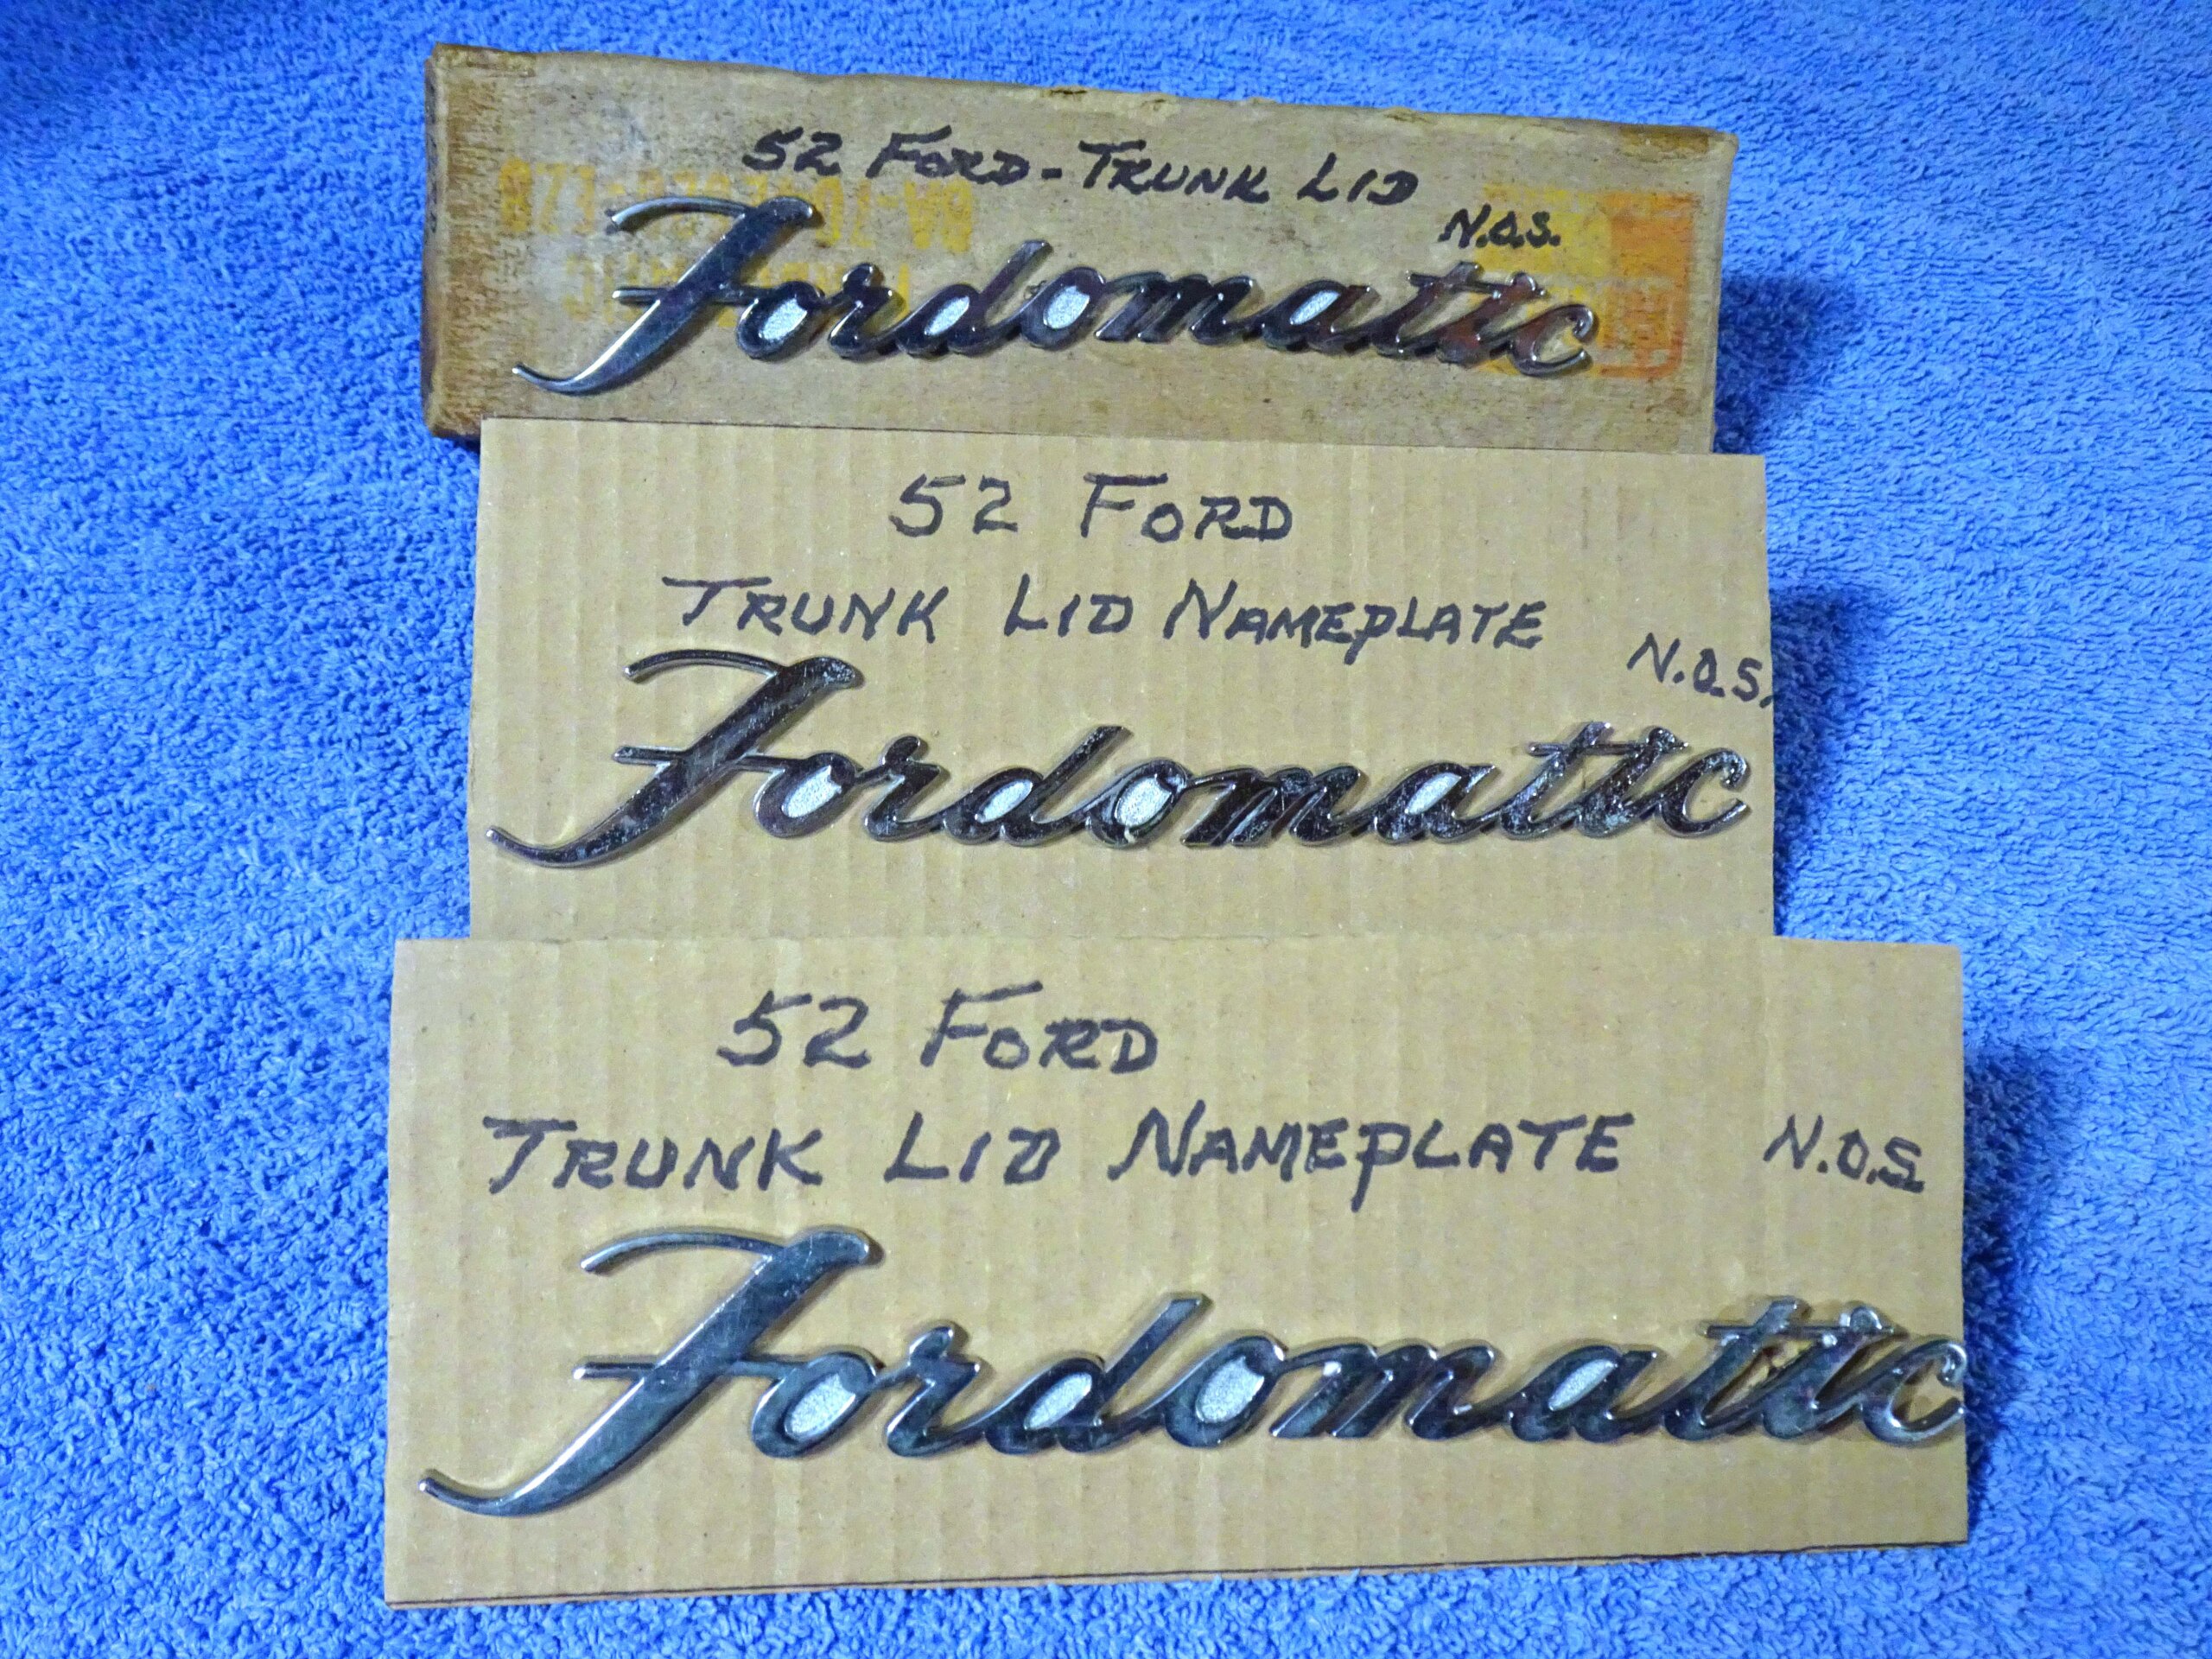 52 FORD-TRUNK LID
N.O.S.
Fordomatic
52 FORD
TRUNK LID NAMEPLATE
N.O.S.
Fordomatic
52 FORD
TRUNK LID NAMEPLATE
N.O.S.
Fordomatic